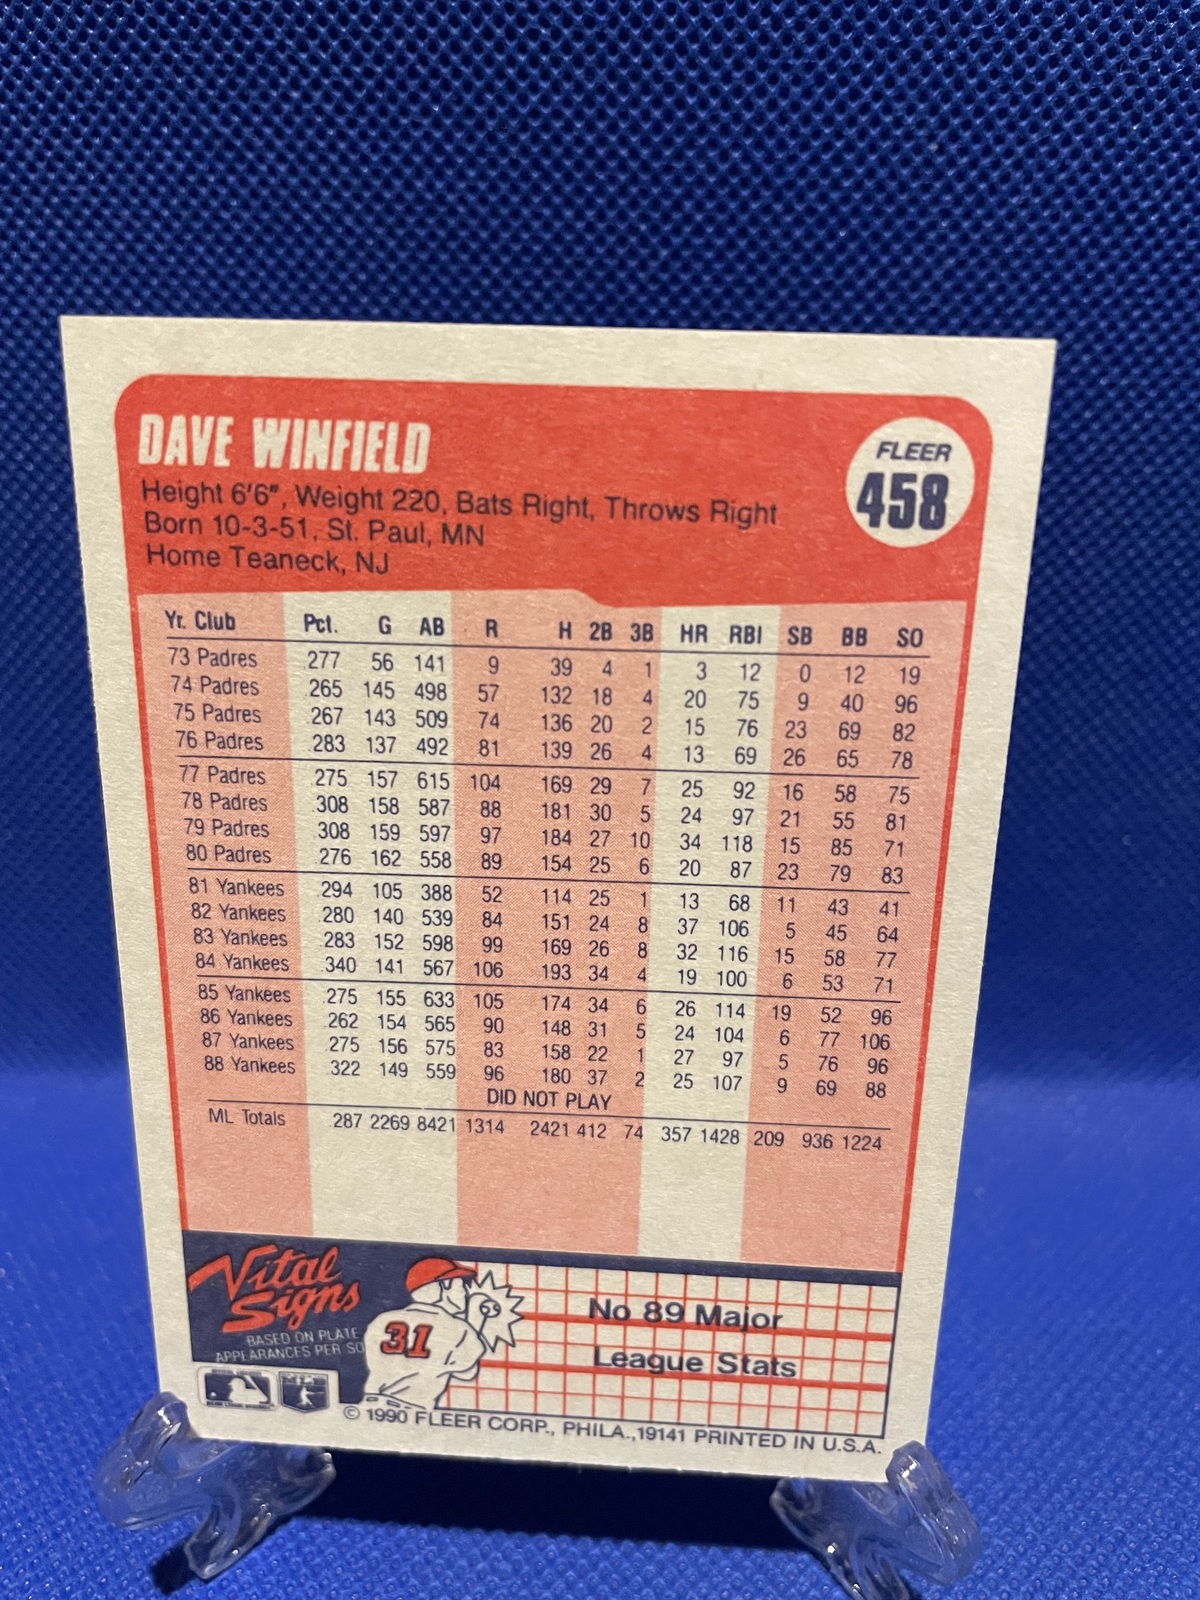 DAVE WINFIELD
FLEER
458
Height 6'6", Weight 220, Bats Right, Throws Right
Born 10-3-51, St. Paul, MN
Home Teaneck, NJ
Yr. Club Pct. G AB R H 2B 3B HR RBI SB BB SO
73 Padres .277 56 141 9 39 4 1 3 12 0 12 19
74 Padres .265 145 498 57 132 18 4 20 75 9 40 96
75 Padres .267 143 509 74 136 20 2 15 76 23 69 82
76 Padres .283 137 492 81 139 26 4 13 69 26 65 78
77 Padres .275 157 615 104 169 29 7 25 92 16 58 75
78 Padres .308 158 587 88 181 30 5 24 97 21 55 81
79 Padres .308 159 597 97 184 27 10 34 118 15 85 71
80 Padres .276 162 558 89 154 25 6 20 87 23 79 83
81 Yankees .294 105 388 52 114 25 1 13 68 11 43 41
82 Yankees .280 140 539 84 151 24 8 37 106 5 45 64
83 Yankees .283 152 598 99 169 26 8 32 116 15 58 77
84 Yankees .340 141 567 106 193 34 4 19 100 6 53 71
85 Yankees .275 155 633 105 174 34 6 26 114 19 52 96
86 Yankees .262 154 565 90 148 31 5 24 104 6 77 106
87 Yankees .275 156 575 83 158 22 1 27 97 5 76 96
88 Yankees .322 149 559 96 180 37 2 25 107 9 69 88
DID NOT PLAY
ML Totals .287 2269 8421 1314 2421 412 74 357 1428 209 936 1224
Vital
Signs
BASED ON PLATE
APPEARANCES PER SO
31
No 89 Major
League Stats
© 1990 FLEER CORP., PHILA.,19141 PRINTED IN U.S.A.